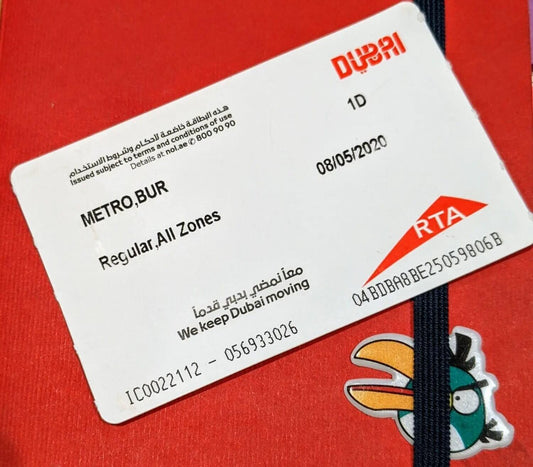 DUBAI
هذه البطاقة خاضعة لأحكام وشروط الاستخدام
Issued subject to terms and conditions of use
Details at nol.ae 800 90 90
1D
METRO,BUR
08/05/2020
Regular,All Zones
RTA
معاً نمضي بدبي قدماً
We keep Dubai moving
04BDBA8BE25059806B
IC0022112 - 056933026